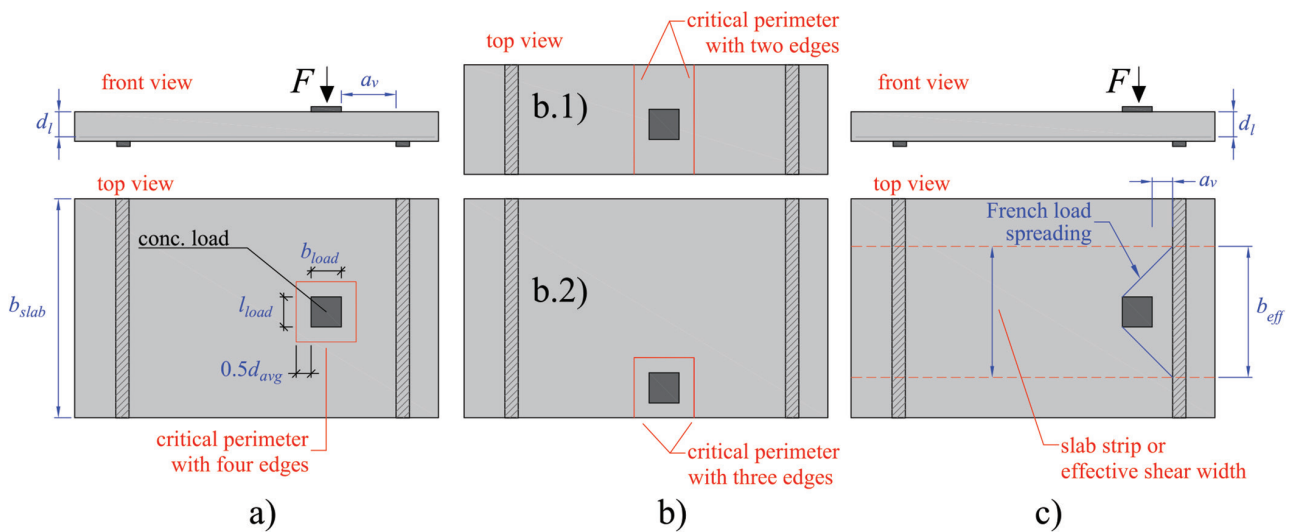 front view
F
a_v
d_l
top view
conc. load
b_load
b_slab
l_load
0.5d_avg
critical perimeter
with four edges
a)
top view
critical perimeter
with two edges
b.1)
b.2)
critical perimeter
with three edges
b)
front view
F
d_l
top view
a_v
French load
spreading
b_eff
slab strip or
effective shear width
c)